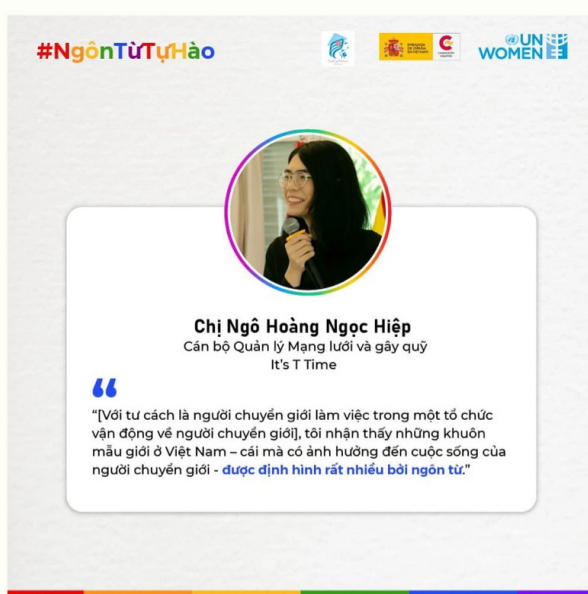 #NgônTừTựHào
UN
WOMEN
Chị Ngô Hoàng Ngọc Hiệp
Cán bộ Quản lý Mạng lưới và gây quỹ
It's T Time
“[Với tư cách là người chuyển giới làm việc trong một tổ chức
vận động về người chuyển giới], tôi nhận thấy những khuôn
mẫu giới ở Việt Nam – cái mà có ảnh hưởng đến cuộc sống của
người chuyển giới - được định hình rất nhiều bởi ngôn từ.”